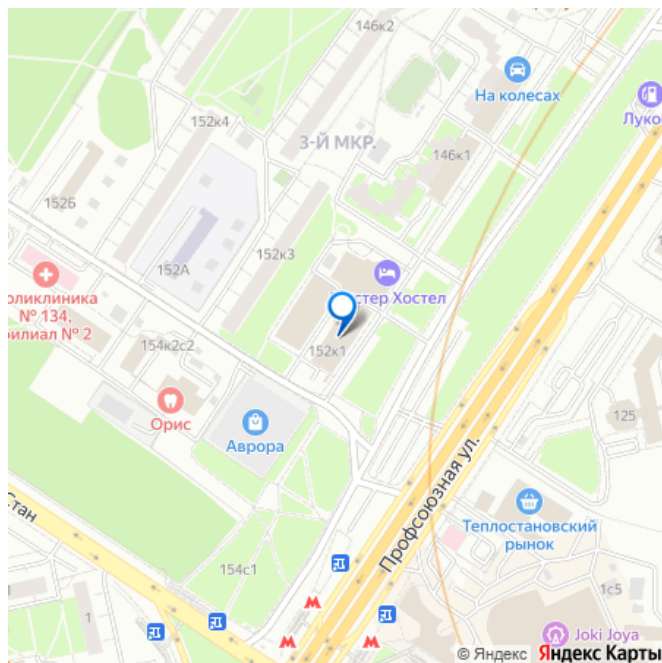 146к2
На колесах
Луко
152к4
3-Й МКР.
146к1
152Б
152к3
152А
стер Хостел
оликлиника
№ 134,
илиал № 2
154к2с2
152к1
Орис
Аврора
125
Профсоюзная ул.
Стан
Теплостановский
рынок
154с1
1с5
1
Joki Joya
© Яндекс Яндекс Карты